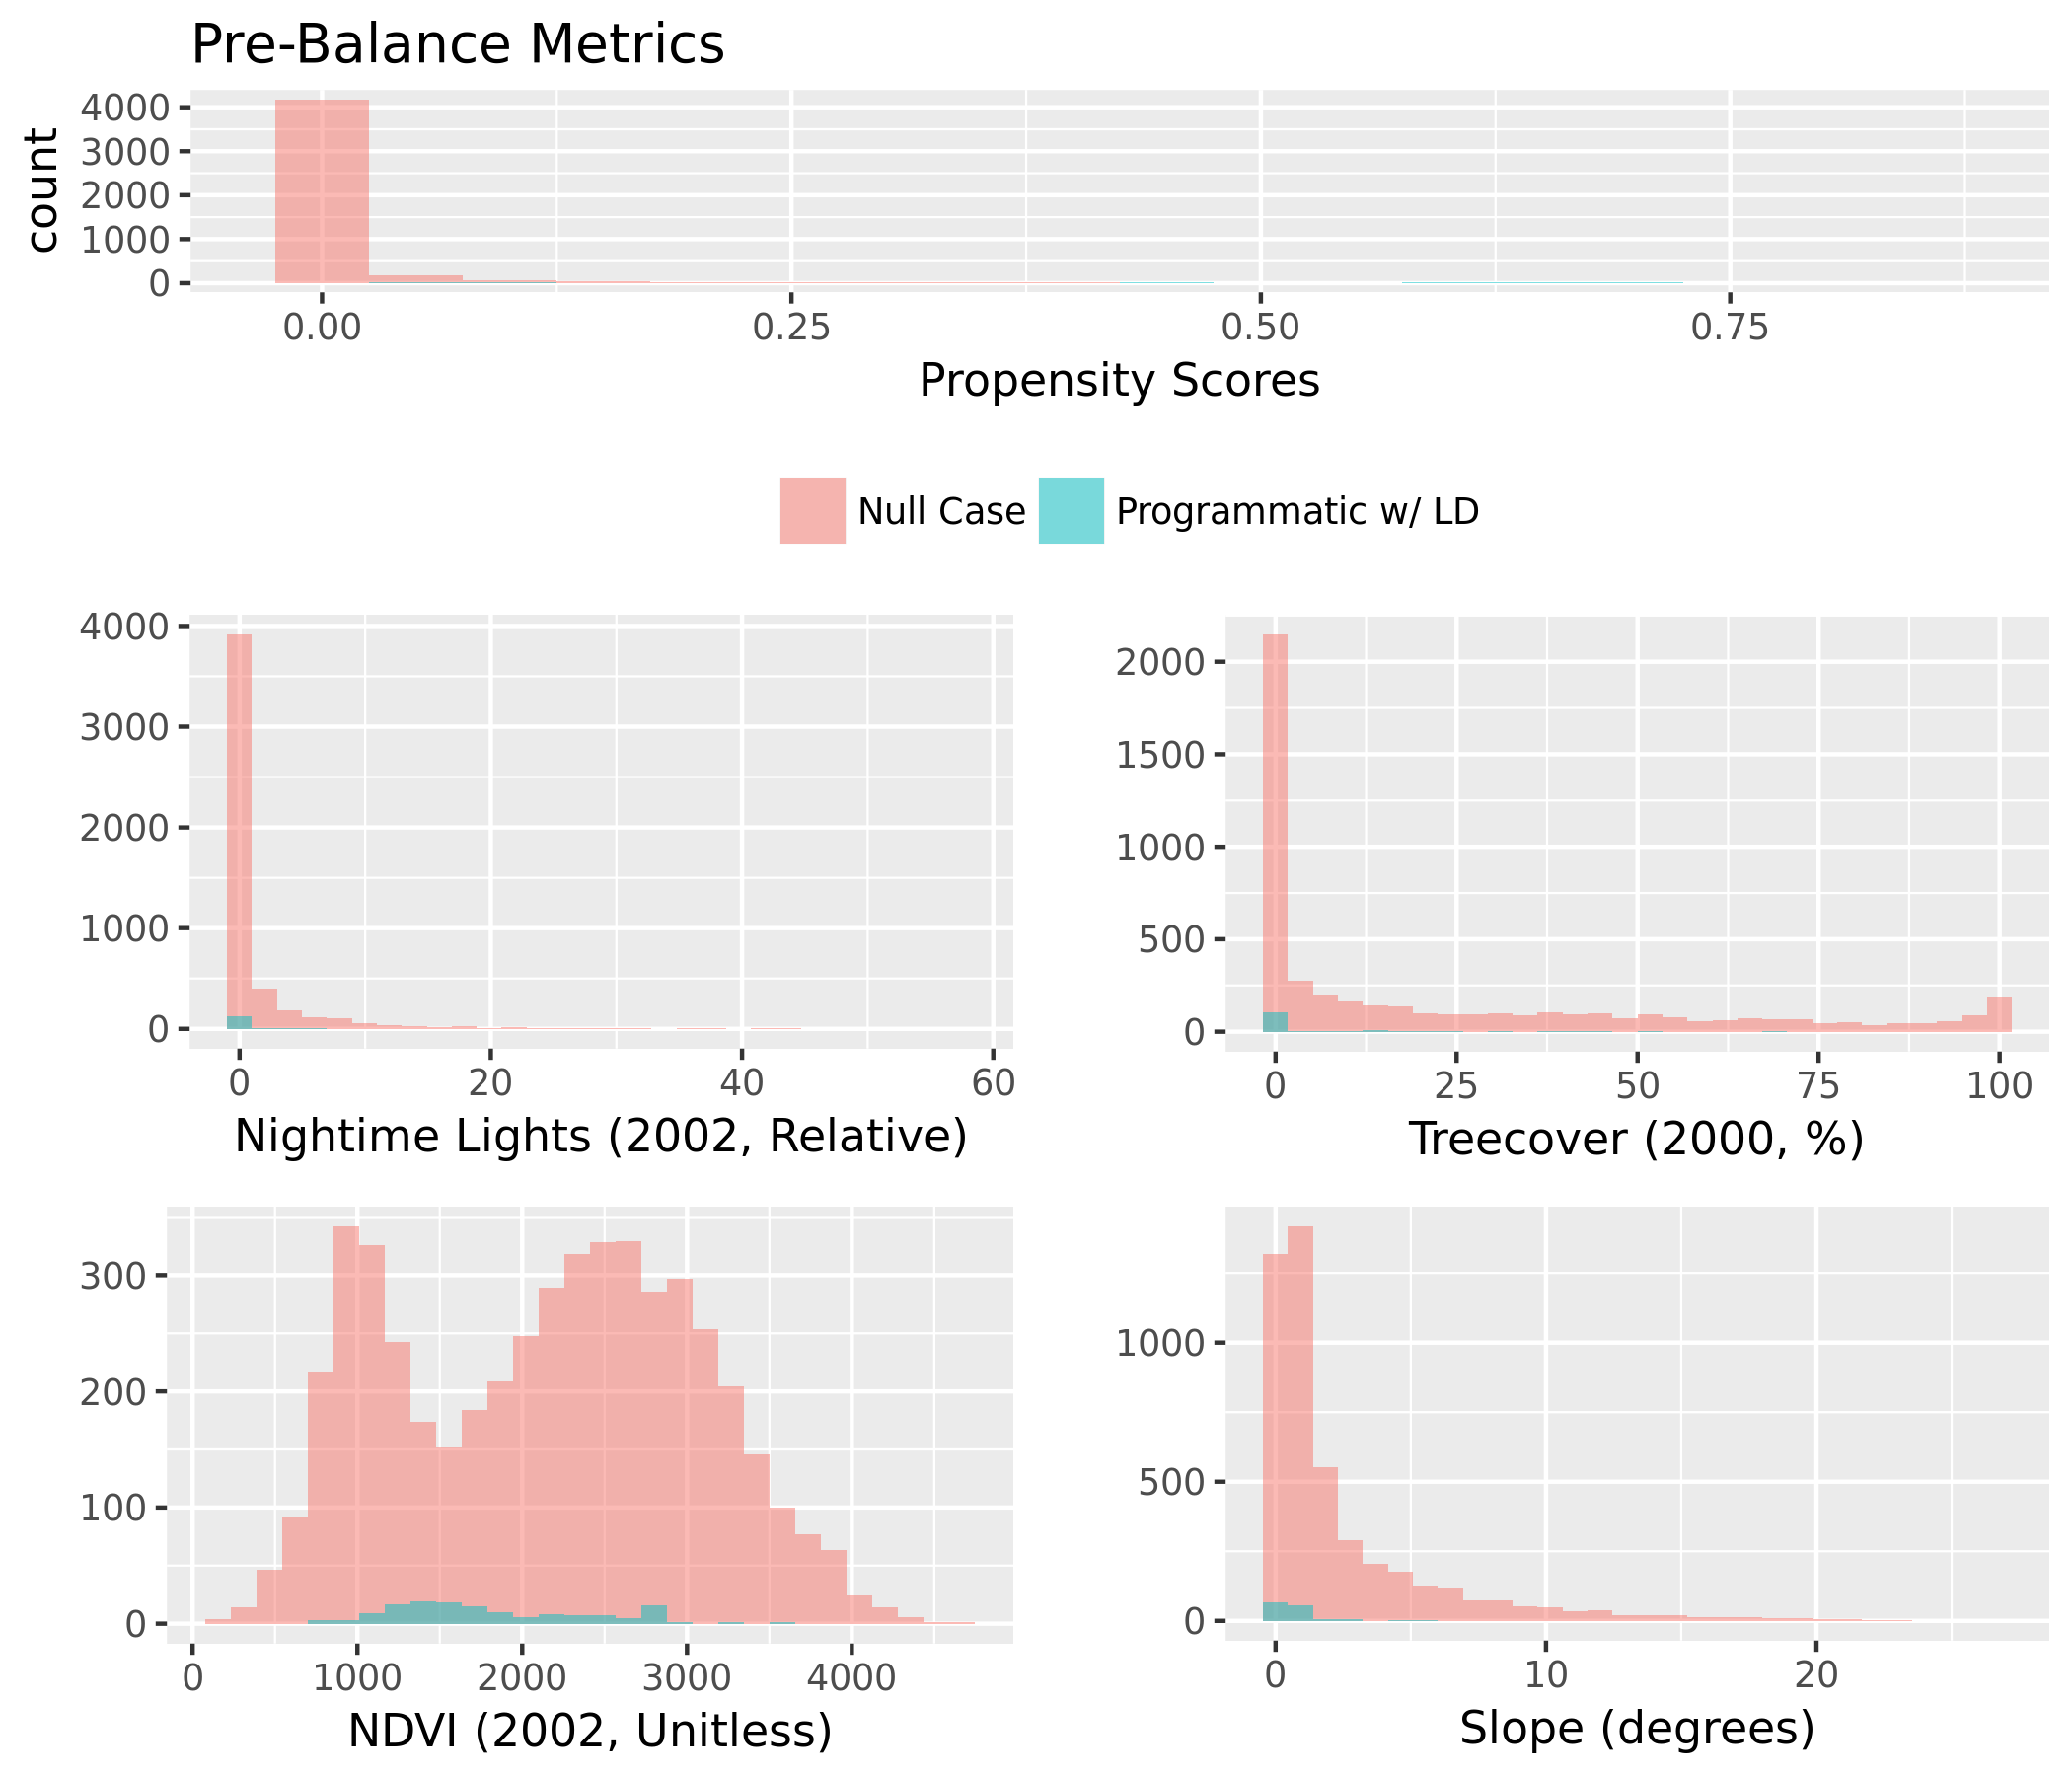 Pre-Balance Metrics
count
4000
3000
2000
1000
0
0.00 0.25 0.50 0.75
Propensity Scores
Null Case Programmatic w/ LD
4000
3000
2000
1000
0
0 20 40 60
Nightime Lights (2002, Relative)
2000
1500
1000
500
0
0 25 50 75 100
Treecover (2000, %)
300
200
100
0
0 1000 2000 3000 4000
NDVI (2002, Unitless)
1000
500
0
0 10 20
Slope (degrees)